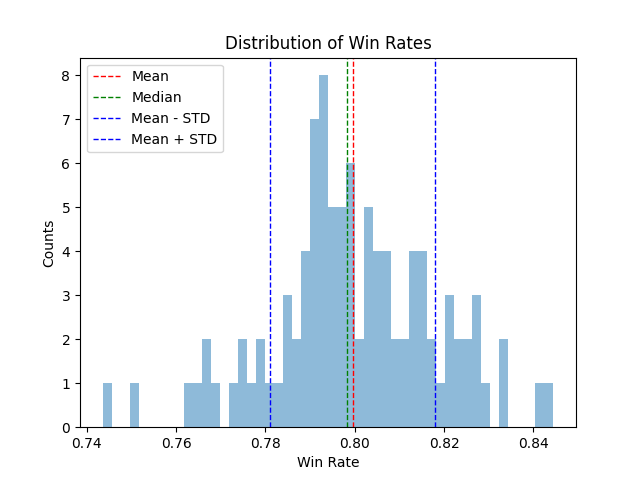 Distribution of Win Rates
Mean
Median
Mean - STD
Mean + STD
8
7
6
5
4
3
2
1
0
Counts
0.74 0.76 0.78 0.80 0.82 0.84
Win Rate